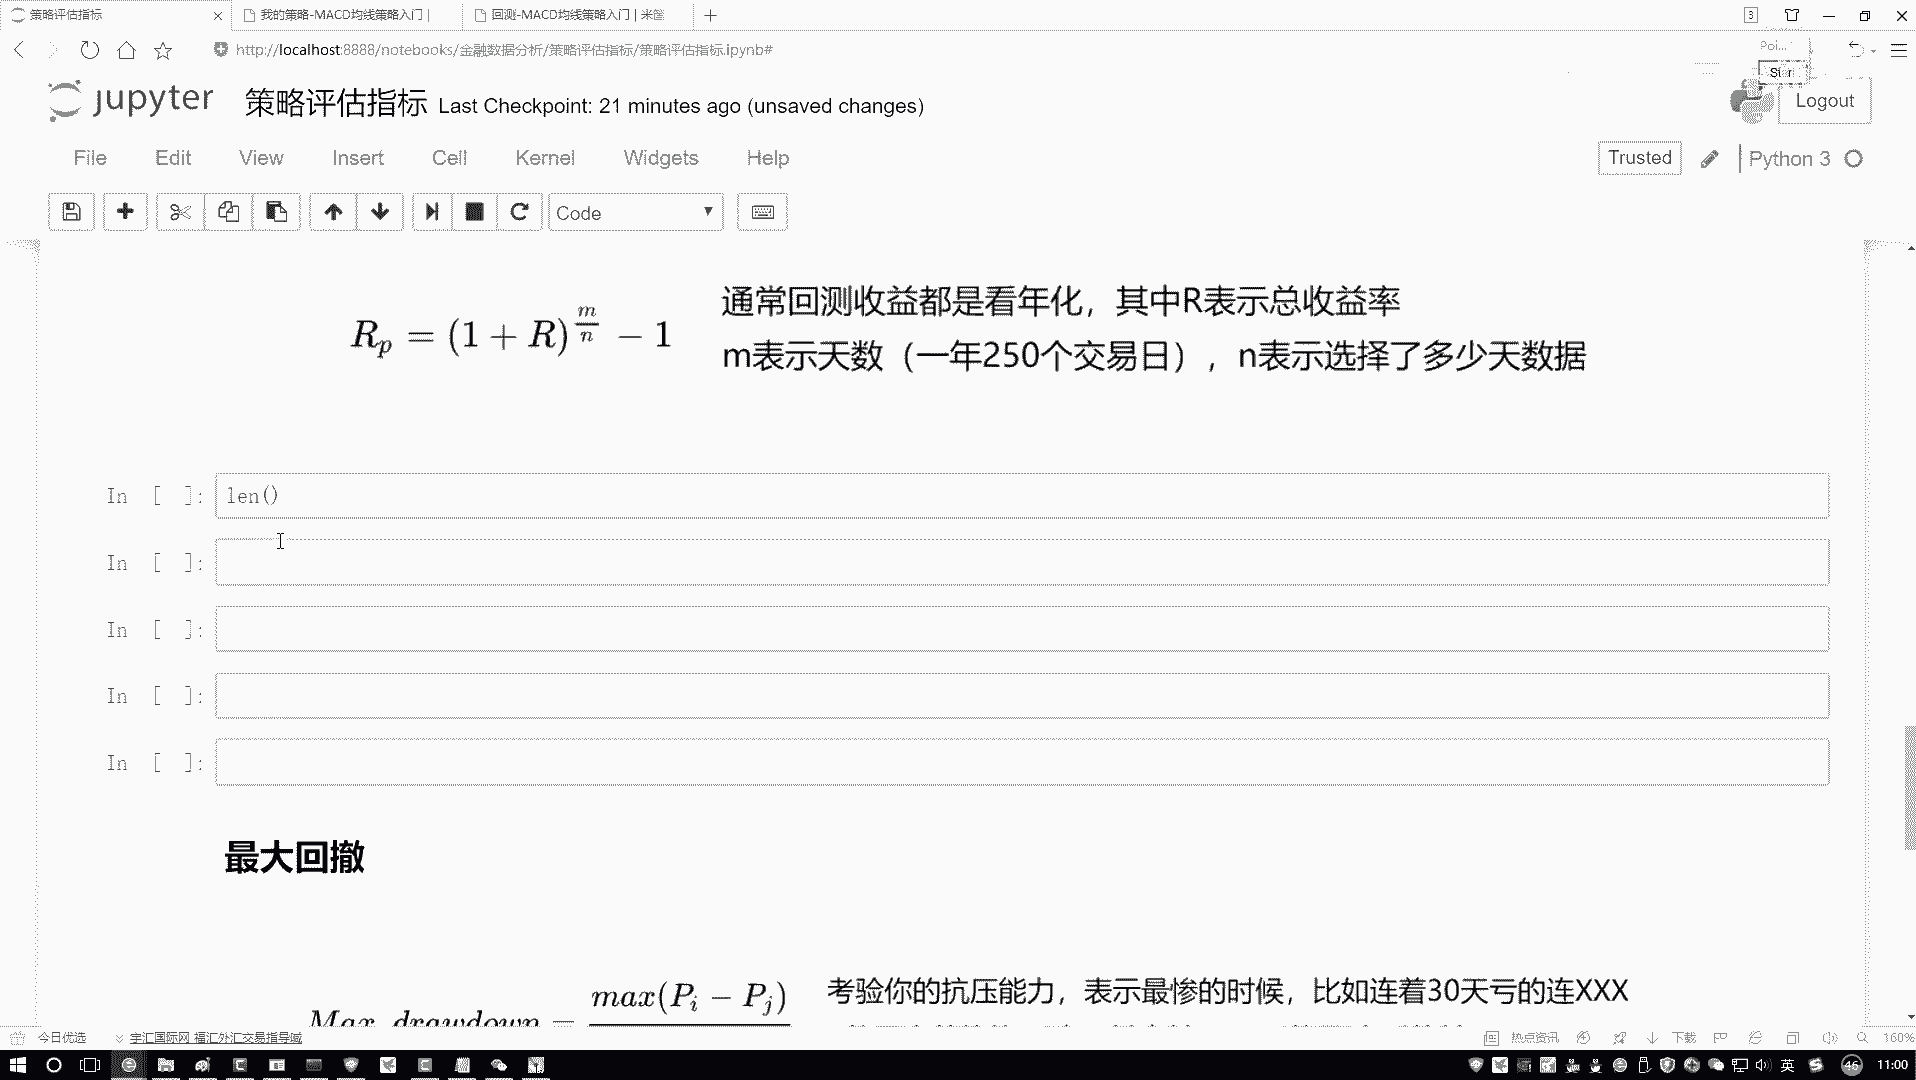 策略评估指标
我的策略-MACD均线策略入门 |
回测-MACD均线策略入门 | 米筐
3
http://localhost:8888/notebooks/金融数据分析/策略评估指标/策略评估指标.ipynb#
Poi...
Start
jupyter 策略评估指标 Last Checkpoint: 21 minutes ago (unsaved changes)
Logout
File Edit View Insert Cell Kernel Widgets Help
Trusted Python 3
Code
R_p = (1 + R)^{\frac{m}{n}} − 1
通常回测收益都是看年化，其中R表示总收益率
m表示天数（一年250个交易日），n表示选择了多少天数据
In [ ]: len()
In [ ]:
In [ ]:
In [ ]:
In [ ]:
最大回撤
Max_drawdown = max(P_i − P_j)
考验你的抗压能力，表示最惨的时候，比如连着30天亏的连XXX
今日优选
宇汇国际网 福汇外汇交易指导域
热点资讯
下载
160%
英
46
11:00